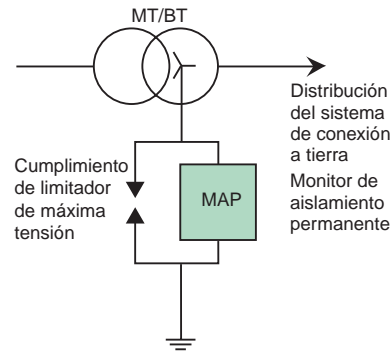 MT/BT
Distribución
del sistema
de conexión
a tierra
Cumplimiento
de limitador
de máxima
tensión
MAP
Monitor de
aislamiento
permanente